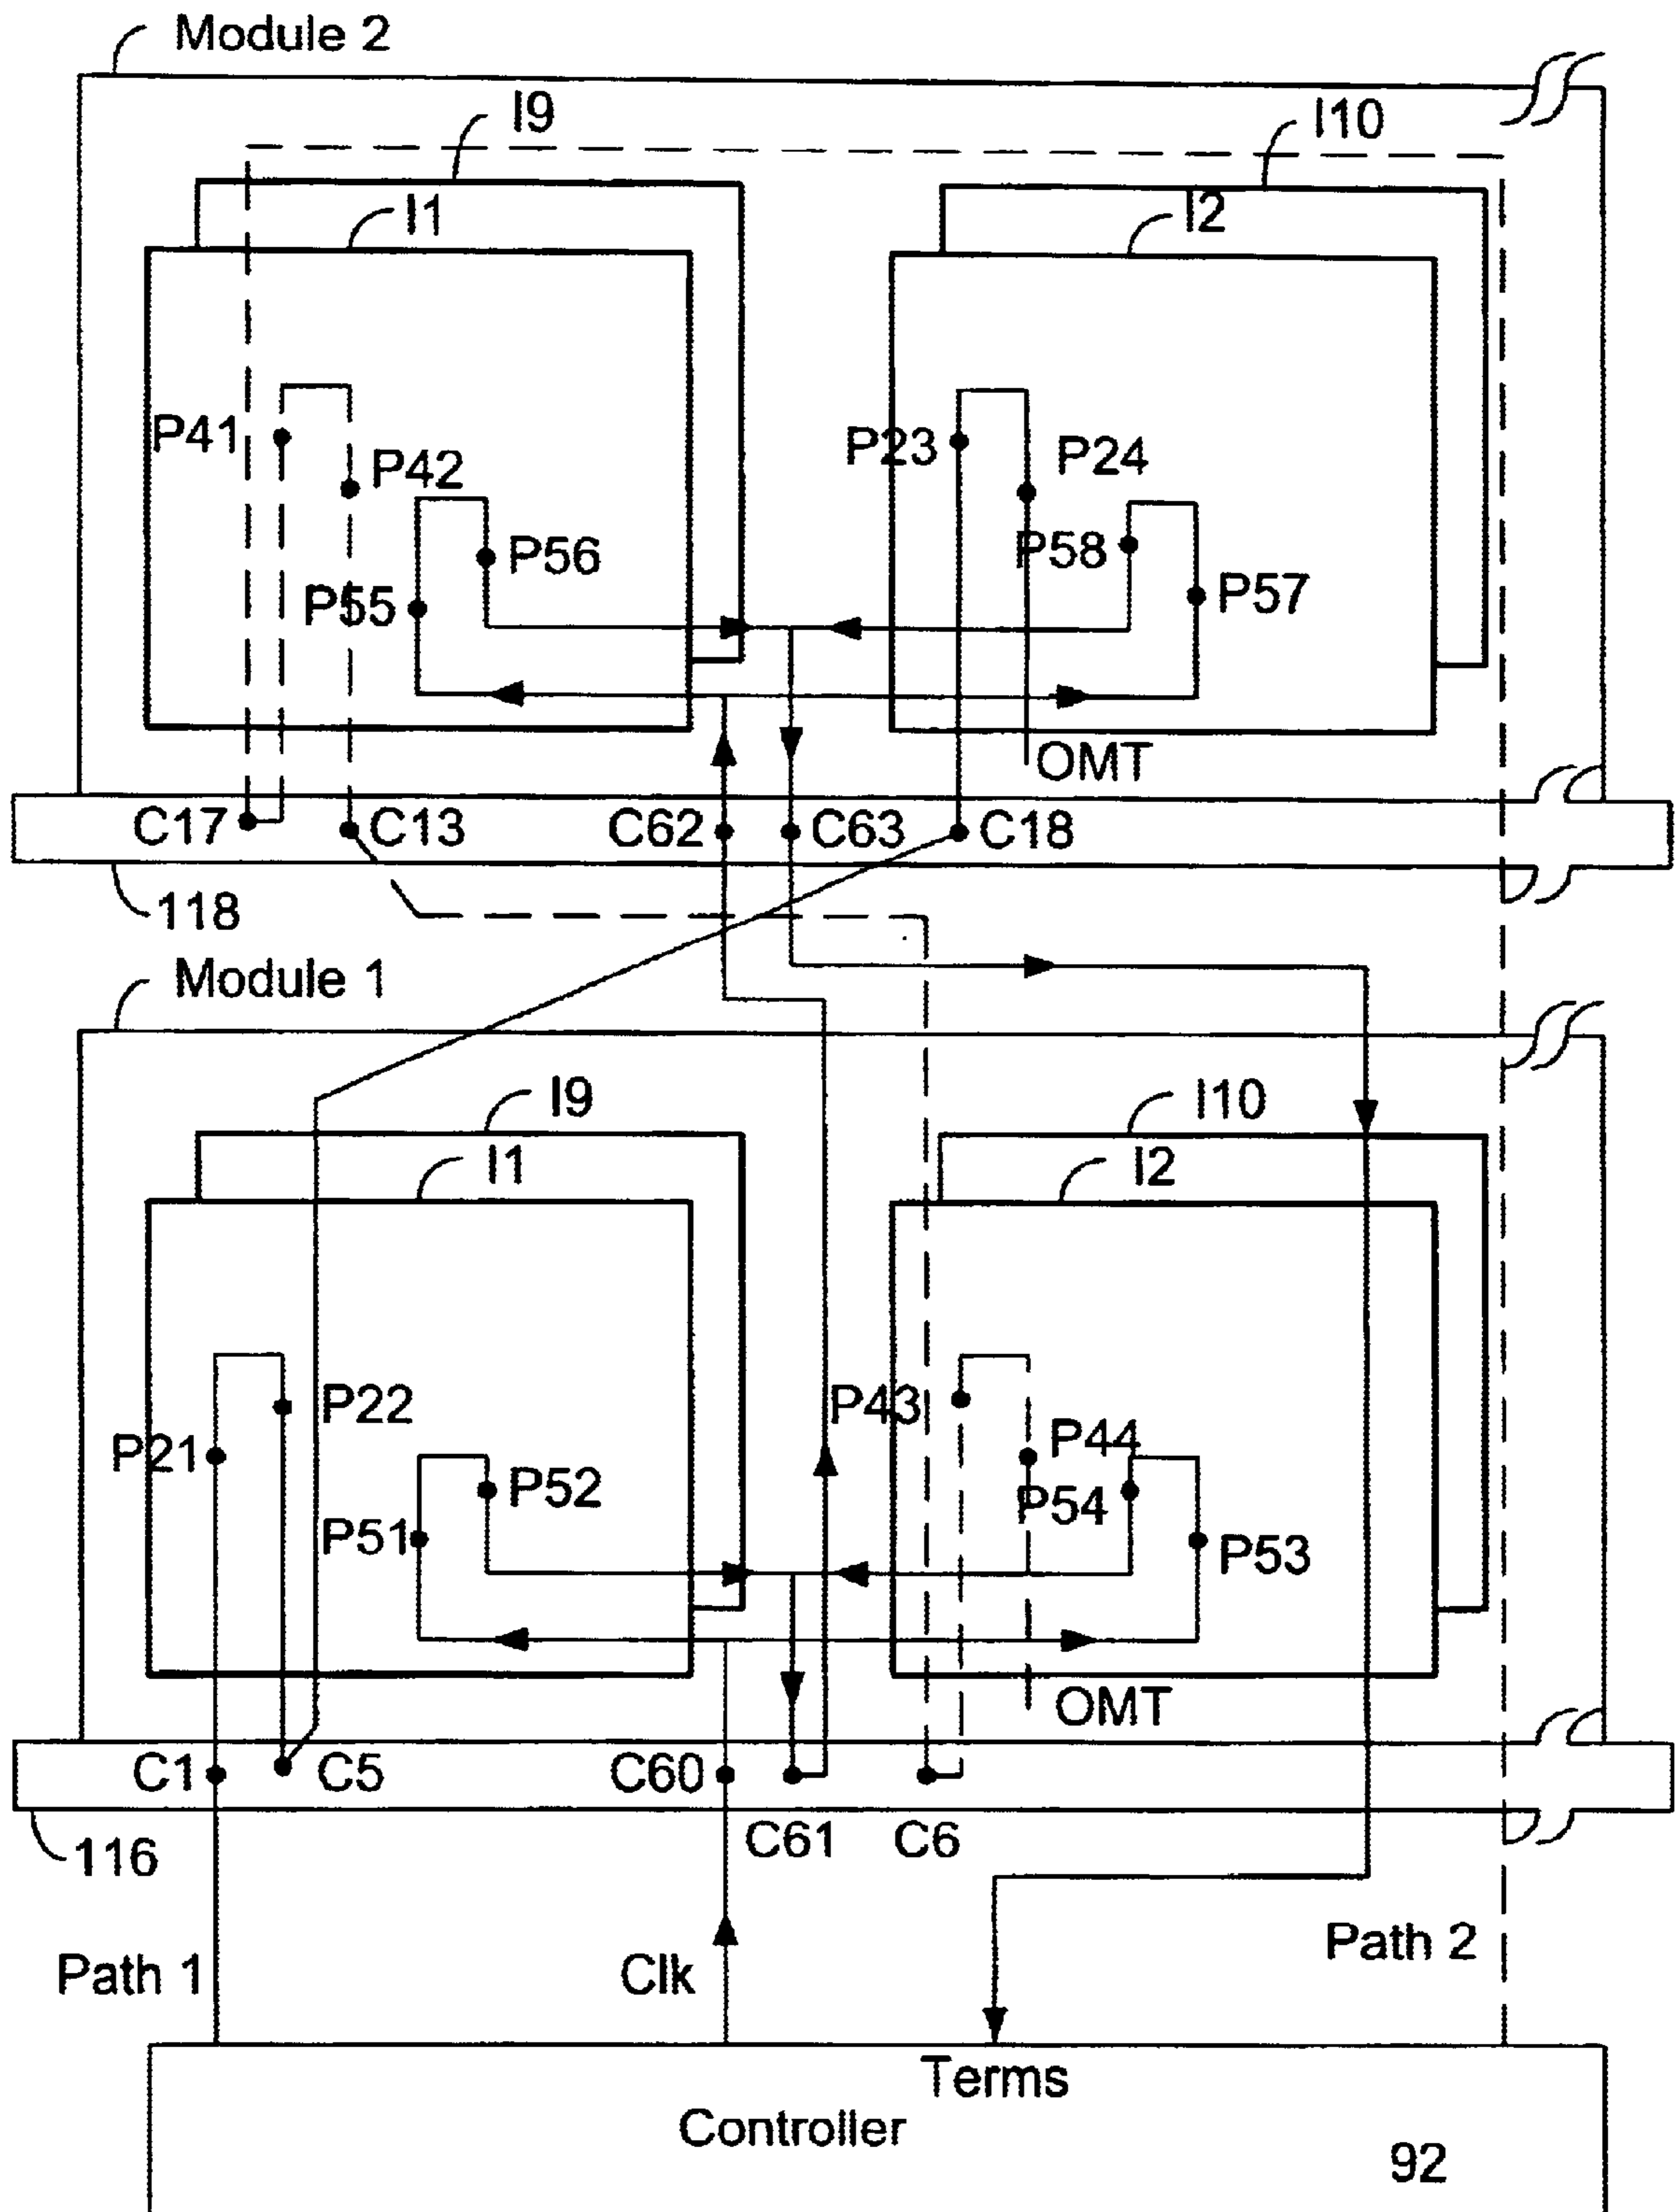 Module 2
I9
I10
I1
I2
P41
P42
P23
P24
P56
P58
P55
P57
OMT
C17
C13
C62
C63
C18
118
Module 1
I9
I10
I1
I2
P22
P43
P21
P44
P52
P54
P51
P53
OMT
C1
C5
C60
C61
C6
116
Path 2
Path 1
Clk
Terms
Controller
92